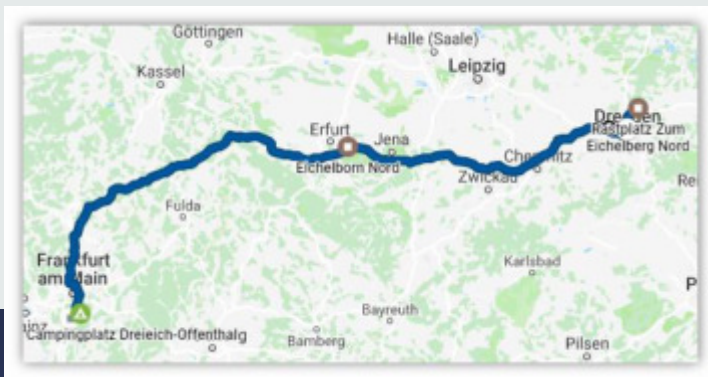 Göttingen
Halle (Saale)
Leipzig
Kassel
Erfurt
Jena
Eichelborn Nord
Dresden
Rastplatz Zum
Eichelberg Nord
Chemnitz
Zwickau
Fulda
Frankfurt
am Main
Karlsbad
P
Bayreuth
Campingplatz Dreieich-Offenthalg
Bamberg
Pilsen